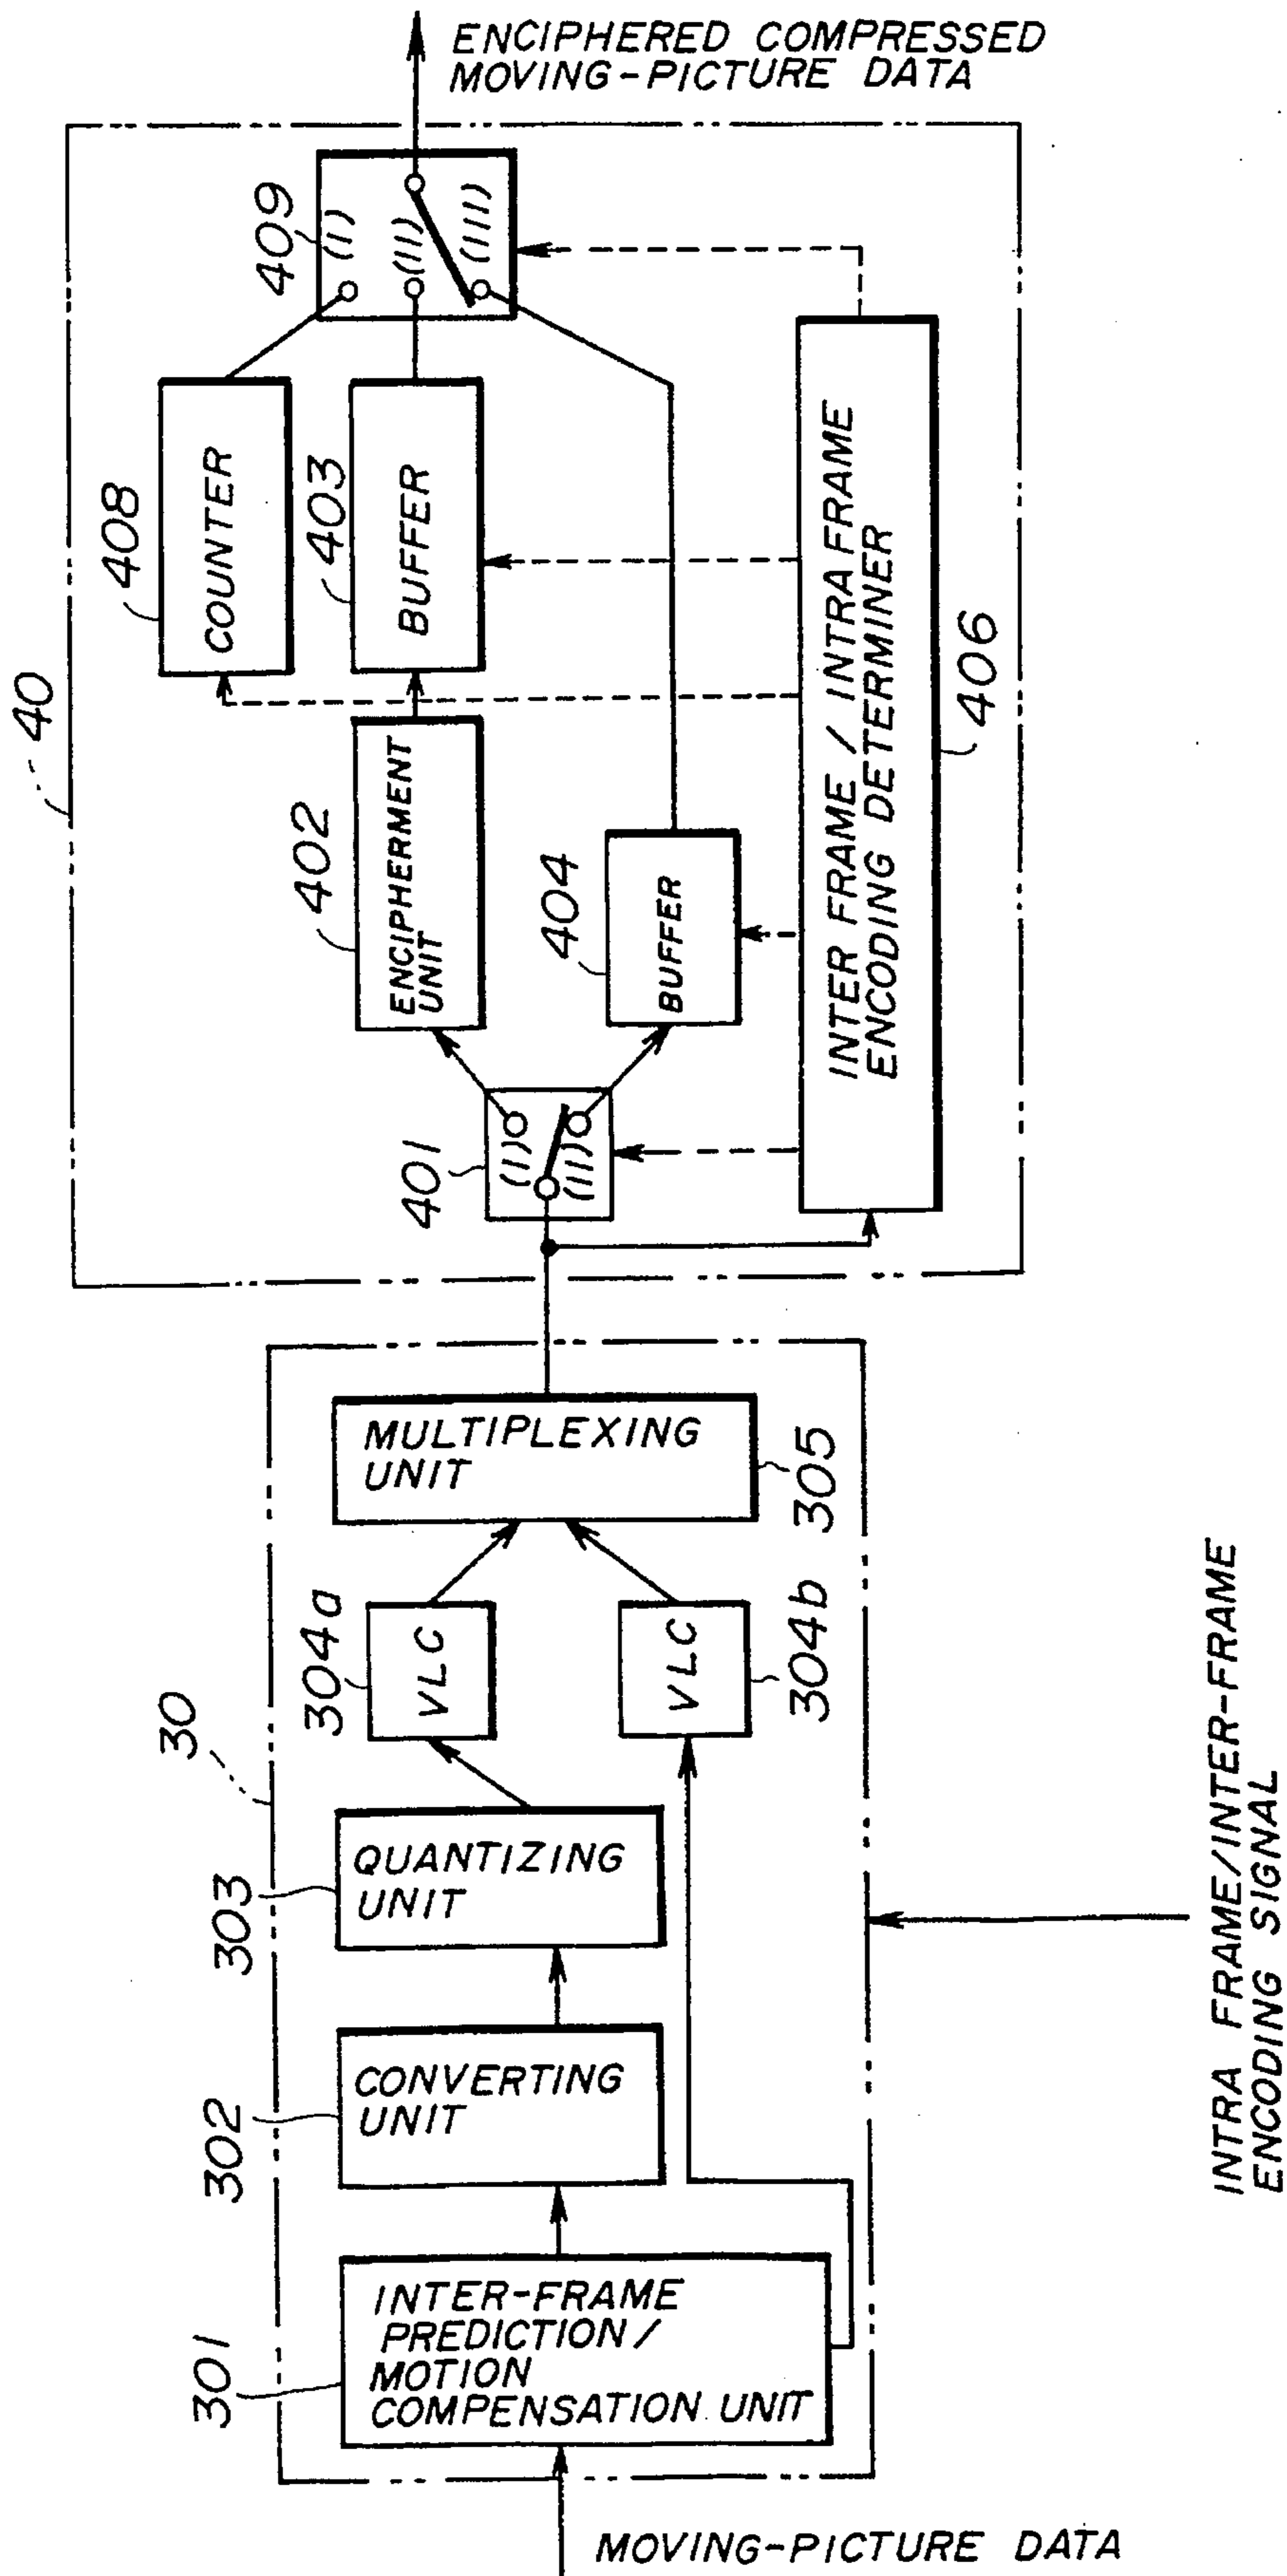 40
408
COUNTER
409
(I)
(II)
(III)
ENCIPHERED COMPRESSED
MOVING-PICTURE DATA
402
ENCIPHERMENT
UNIT
403
BUFFER
401
(I)
(II)
404
BUFFER
INTER FRAME / INTRA FRAME
ENCODING DETERMINER
406
30
301
INTER-FRAME
PREDICTION/
MOTION
COMPENSATION UNIT
302
CONVERTING
UNIT
303
QUANTIZING
UNIT
304a
VLC
VLC
304b
MULTIPLEXING
UNIT
305
MOVING-PICTURE DATA
INTRA FRAME/INTER-FRAME
ENCODING SIGNAL